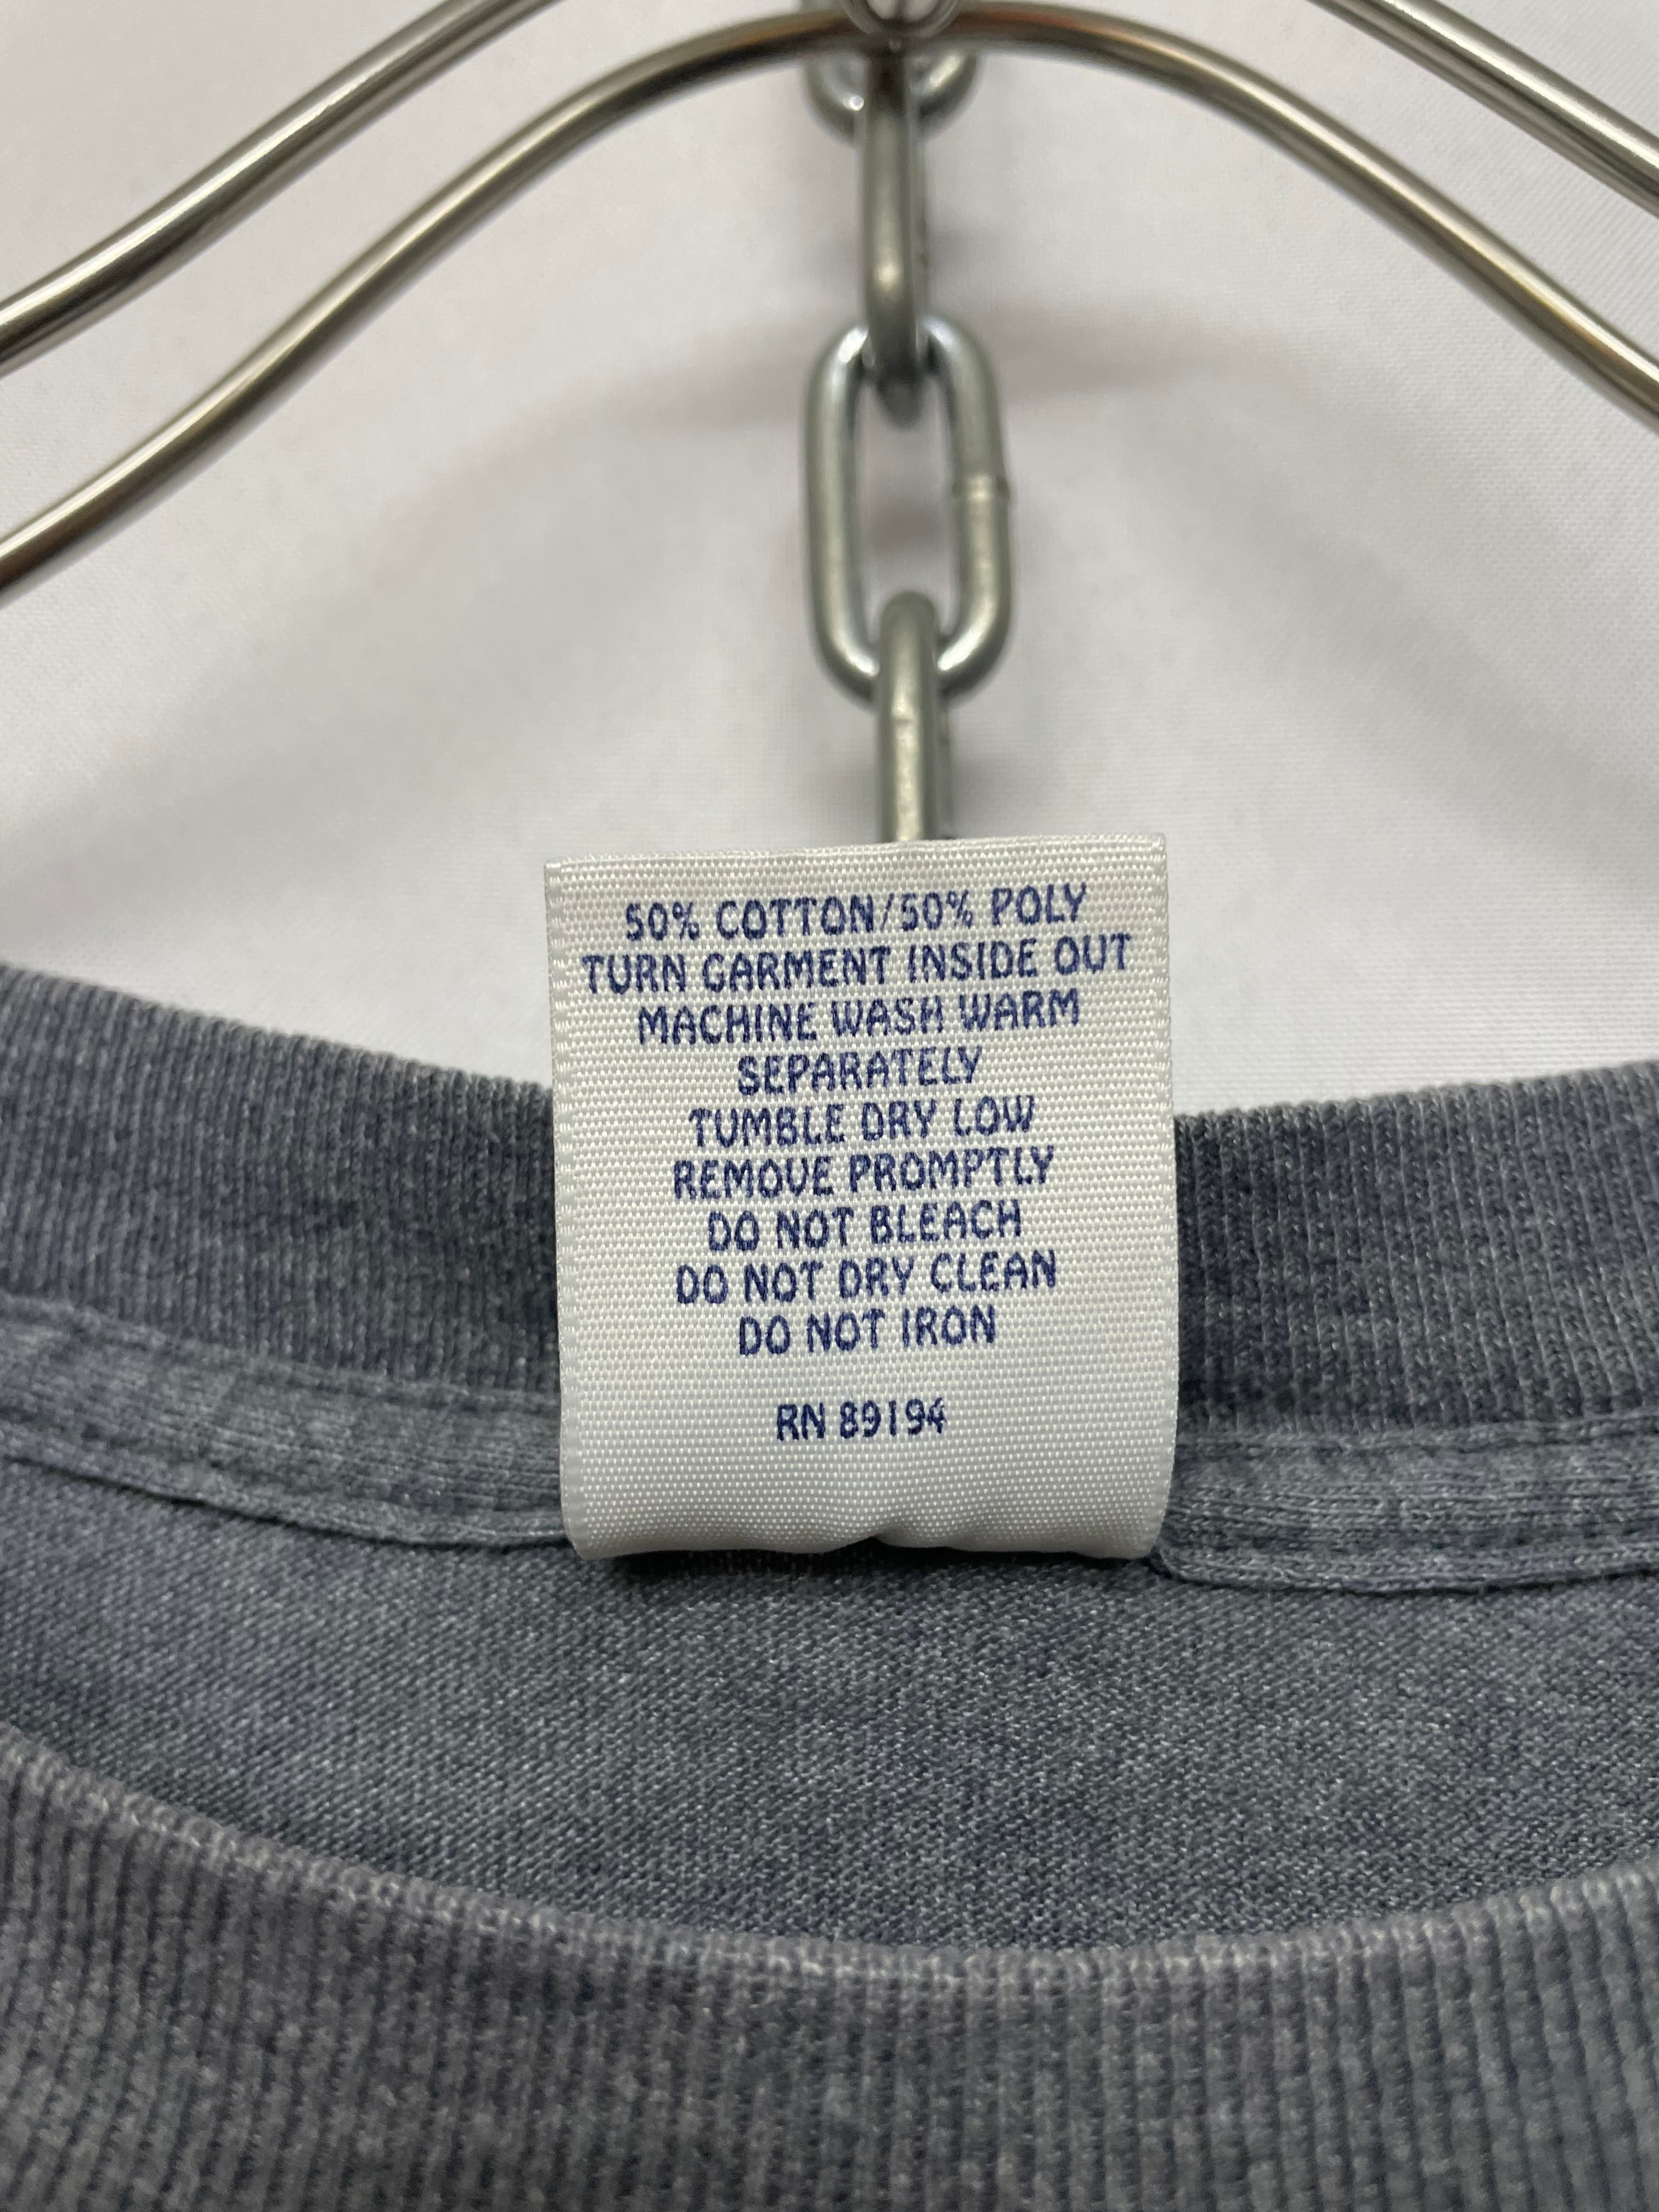 50% COTTON/50% POLY
TURN GARMENT INSIDE OUT
MACHINE WASH WARM
SEPARATELY
TUMBLE DRY LOW
REMOVE PROMPTLY
DO NOT BLEACH
DO NOT DRY CLEAN
DO NOT IRON
RN 89194